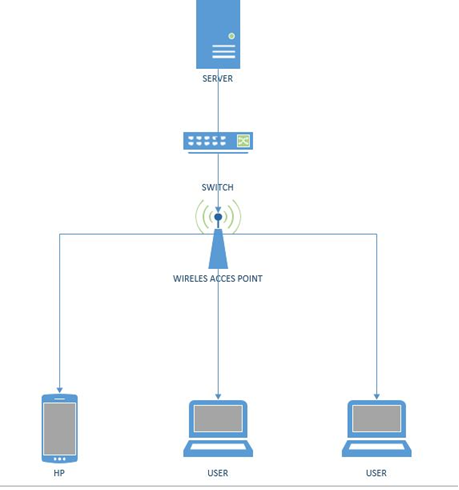 SERVER
SWITCH
WIRELES ACCES POINT
HP
USER
USER